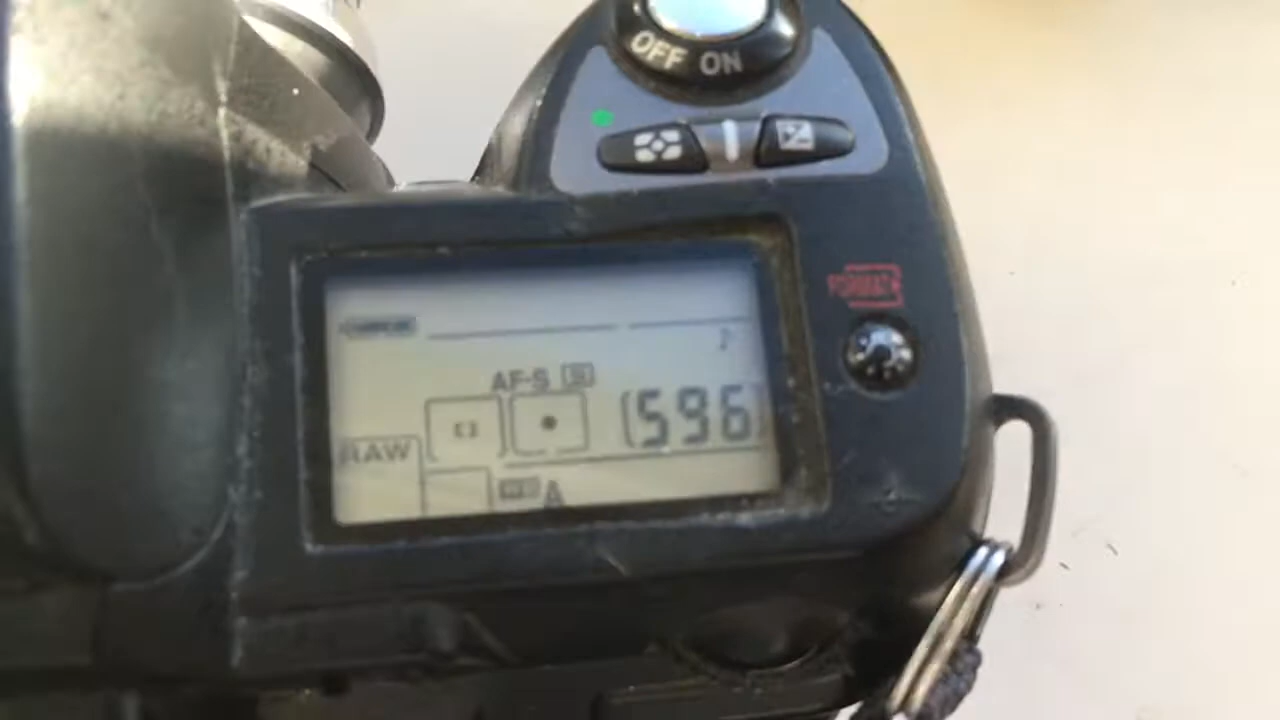 OFF ON
FORMAT
AF-S [S]
(596)
RAW
A